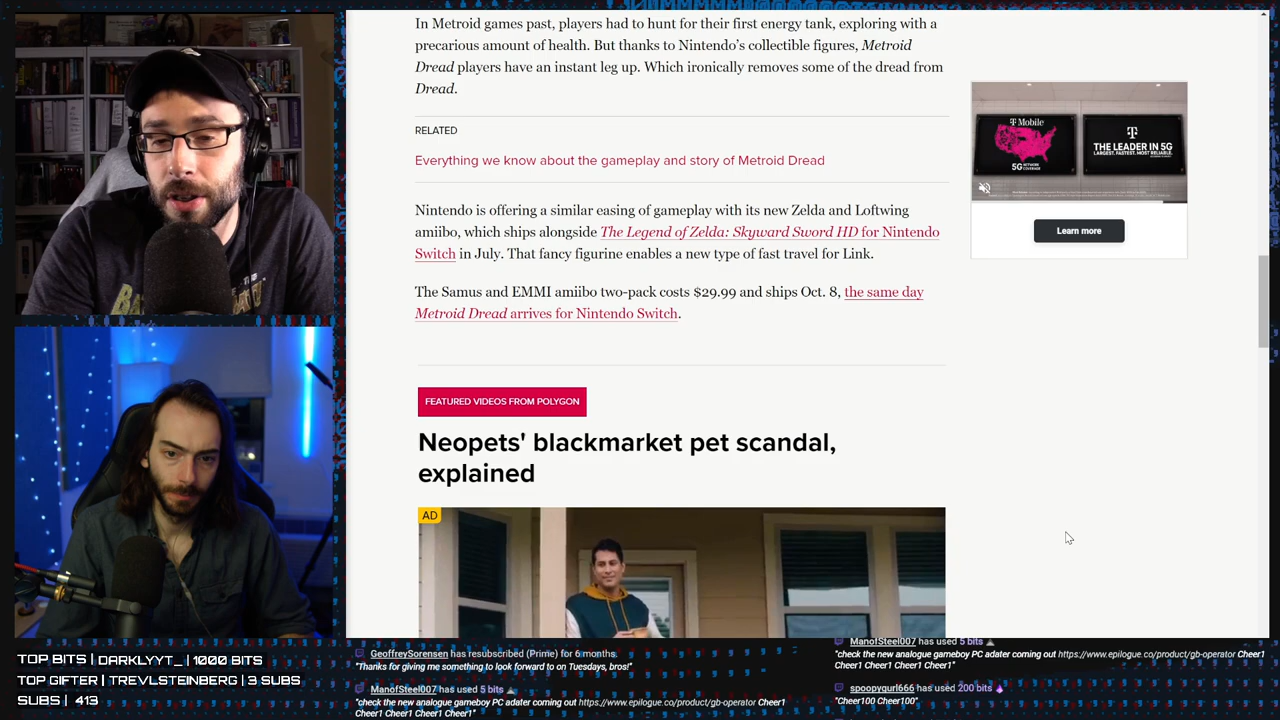 In Metroid games past, players had to hunt for their first energy tank, exploring with a
precarious amount of health. But thanks to Nintendo’s collectible figures, Metroid
Dread players have an instant leg up. Which ironically removes some of the dread from
Dread.
RELATED
Everything we know about the gameplay and story of Metroid Dread
Nintendo is offering a similar easing of gameplay with its new Zelda and Loftwing
amiibo, which ships alongside The Legend of Zelda: Skyward Sword HD for Nintendo
Switch in July. That fancy figurine enables a new type of fast travel for Link.
The Samus and EMMI amiibo two-pack costs $29.99 and ships Oct. 8, the same day
Metroid Dread arrives for Nintendo Switch.
FEATURED VIDEOS FROM POLYGON
Neopets' blackmarket pet scandal,
explained
AD
T Mobile
5G
THE LEADER IN 5G
LARGEST. FASTEST. MOST RELIABLE.
Learn more
TOP BITS | DARKLYYT_ | 1000 BITS
TOP GIFTER | TREVLSTEINBERG | 3 SUBS
SUBS | 413
GeoffreySorensen has resubscribed (Prime) for 6 months.
"Thanks for giving me something to look forward to on Tuesdays, bros!"
ManofSteel007 has used 5 bits
"check the new analogue gameboy PC adater coming out https://www.epilogue.co/product/gb-operator Cheer1
Cheer1 Cheer1 Cheer1 Cheer1"
ManofSteel007 has used 5 bits
"check the new analogue gameboy PC adater coming out https://www.epilogue.co/product/gb-operator Cheer1
Cheer1 Cheer1 Cheer1 Cheer1"
spoopygurl666 has used 200 bits
"Cheer100 Cheer100"